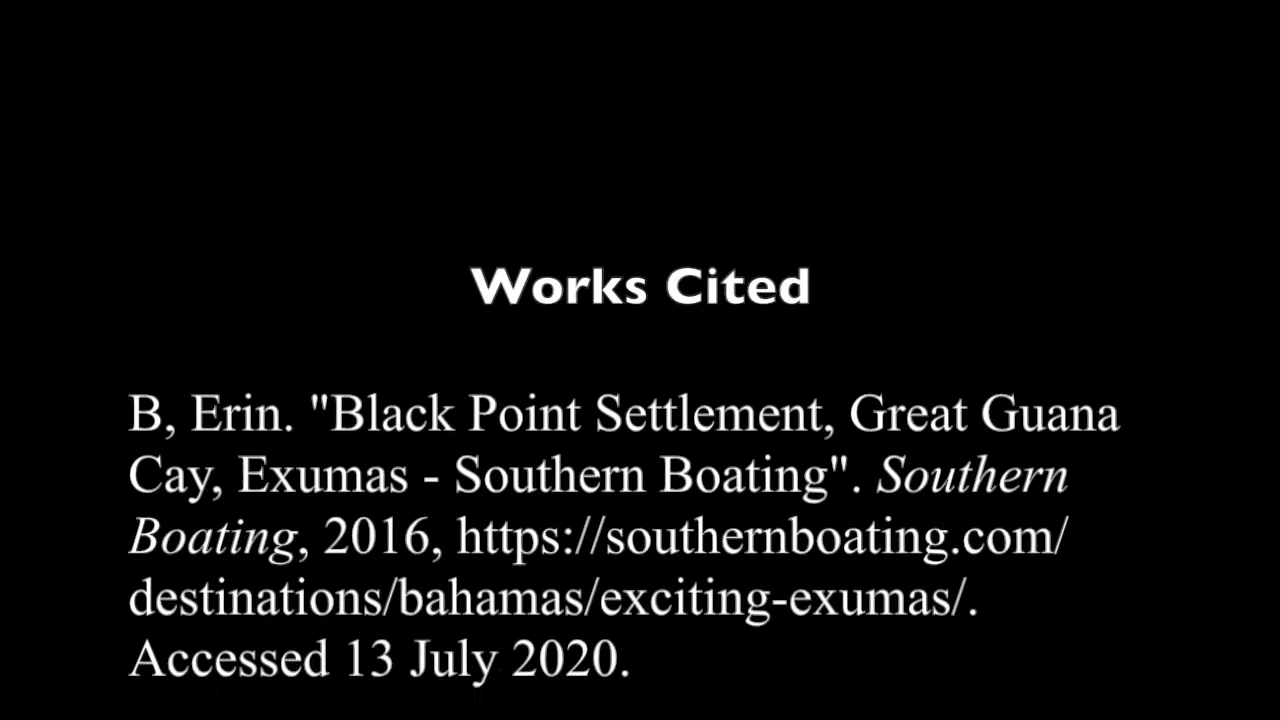 Works Cited
B, Erin. "Black Point Settlement, Great Guana
Cay, Exumas - Southern Boating". Southern
Boating, 2016, https://southernboating.com/
destinations/bahamas/exciting-exumas/.
Accessed 13 July 2020.